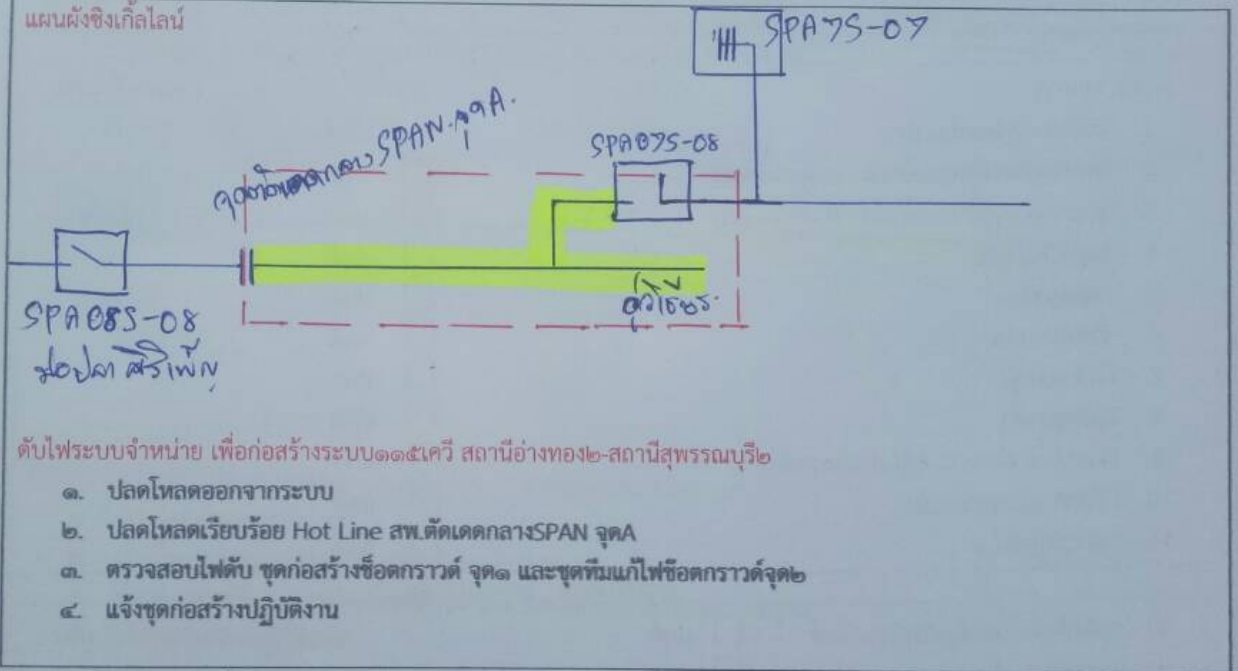 แผนผังซิงเกิ้ลไลน์
SPA7S-07
SPAN จุดA.
SPA07S-08
SPA08S-08
ดับไฟระบบจำหน่าย เพื่อก่อสร้างระบบ๑๑๕เควี สถานีอ่างทอง๒-สถานีสุพรรณบุรี๒
๑. ปลดโหลดออกจากระบบ
๒. ปลดโหลดเรียบร้อย Hot Line สพ.ตัดเดดกลางSPAN จุดA
๓. ตรวจสอบไฟดับ ชุดก่อสร้างช็อตกราวด์ จุด๑ และชุดทีมแก้ไฟช๊อตกราวด์จุด๒
๔. แจ้งชุดก่อสร้างปฏิบัติงาน